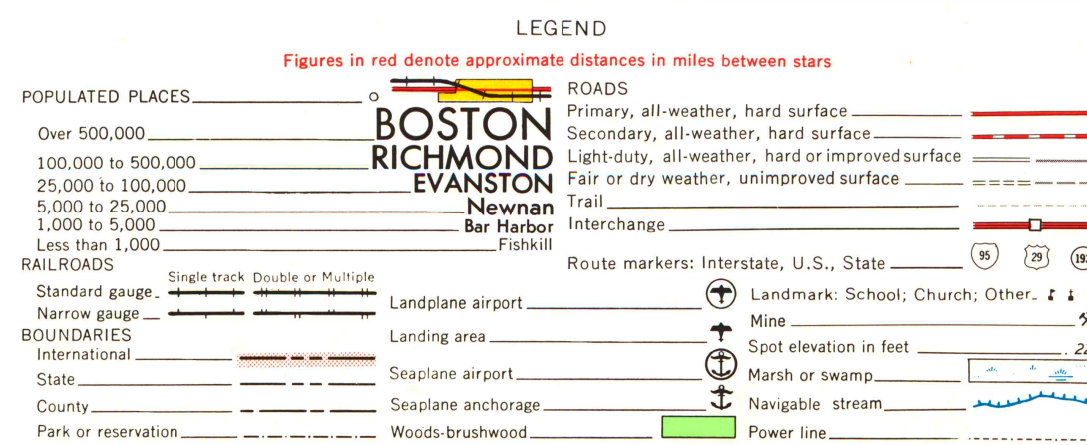 LEGEND
Figures in red denote approximate distances in miles between stars
POPULATED PLACES
Over 500,000 BOSTON
100,000 to 500,000 RICHMOND
25,000 to 100,000 EVANSTON
5,000 to 25,000 Newnan
1,000 to 5,000 Bar Harbor
Less than 1,000 Fishkill
RAILROADS
Single track Double or Multiple
Standard gauge
Narrow gauge
BOUNDARIES
International
State
County
Park or reservation
Landplane airport
Landing area
Seaplane airport
Seaplane anchorage
Woods-brushwood
ROADS
Primary, all-weather, hard surface
Secondary, all-weather, hard surface
Light-duty, all-weather, hard or improved surface
Fair or dry weather, unimproved surface
Trail
Interchange
Route markers: Interstate, U.S., State 95 29
Landmark: School; Church; Other
Mine
Spot elevation in feet
Marsh or swamp
Navigable stream
Power line